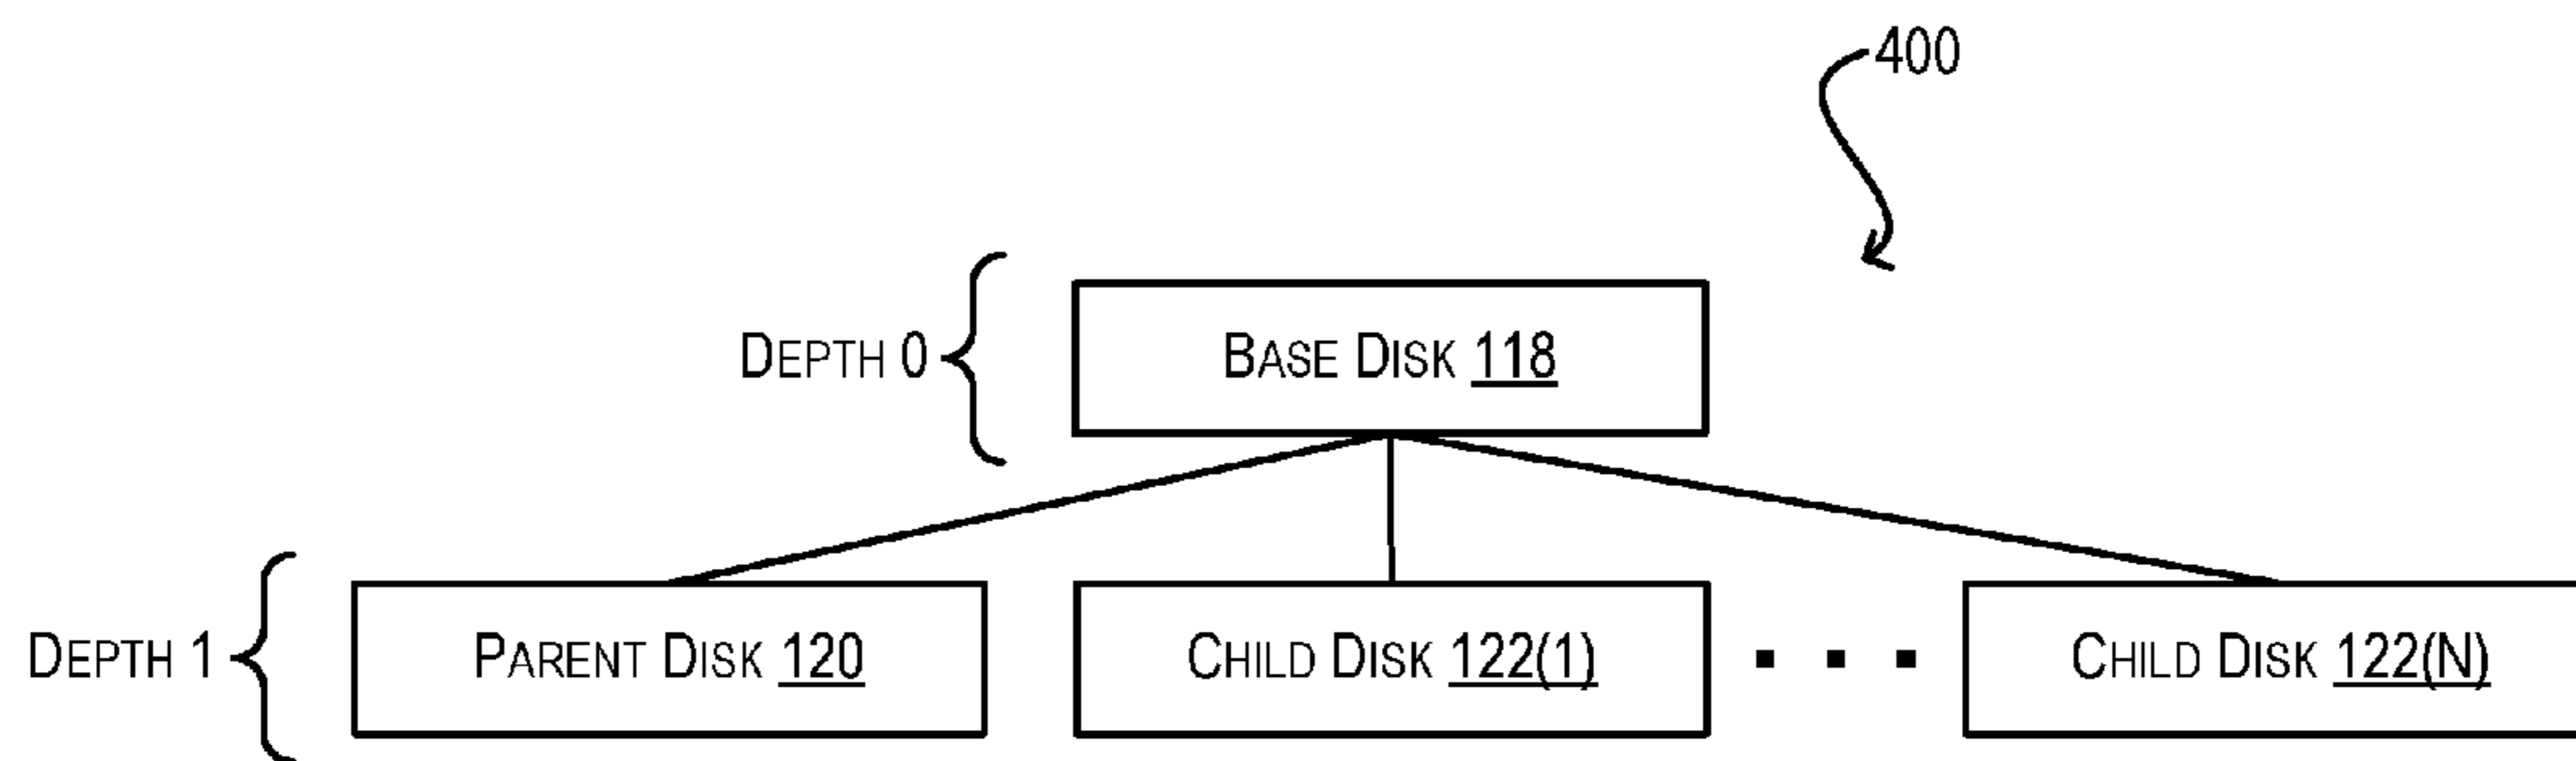 400
DEPTH 0
BASE DISK 118
DEPTH 1
PARENT DISK 120
CHILD DISK 122(1)
CHILD DISK 122(N)